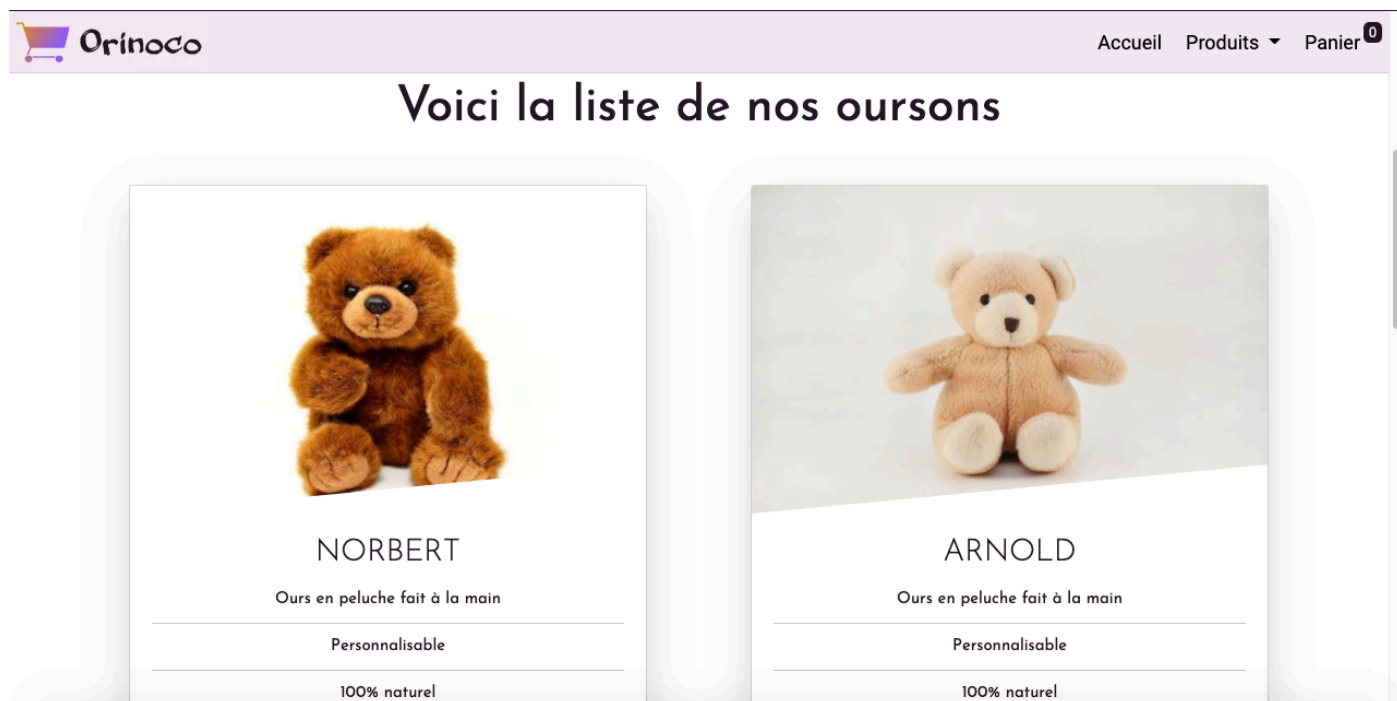 Orinoco
Accueil Produits Panier 0
Voici la liste de nos oursons
NORBERT
Ours en peluche fait à la main
Personnalisable
100% naturel
ARNOLD
Ours en peluche fait à la main
Personnalisable
100% naturel